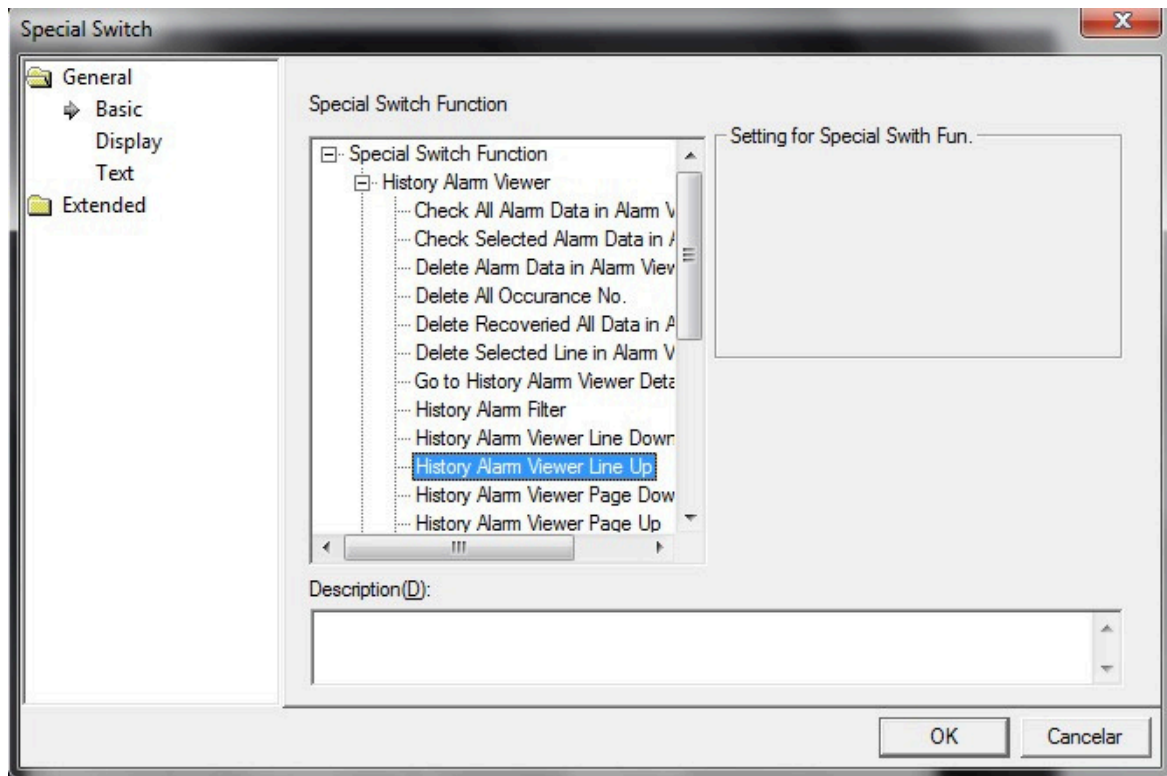 Special Switch
General
Basic
Display
Text
Extended
Special Switch Function
Special Switch Function
History Alarm Viewer
Check All Alarm Data in Alarm V
Check Selected Alarm Data in A
Delete Alarm Data in Alarm View
Delete All Occurance No.
Delete Recoveried All Data in A
Delete Selected Line in Alarm V
Go to History Alarm Viewer Deta
History Alarm Filter
History Alarm Viewer Line Down
History Alarm Viewer Line Up
History Alarm Viewer Page Dow
History Alarm Viewer Page Up
Setting for Special Swith Fun.
Description(D):
OK
Cancelar